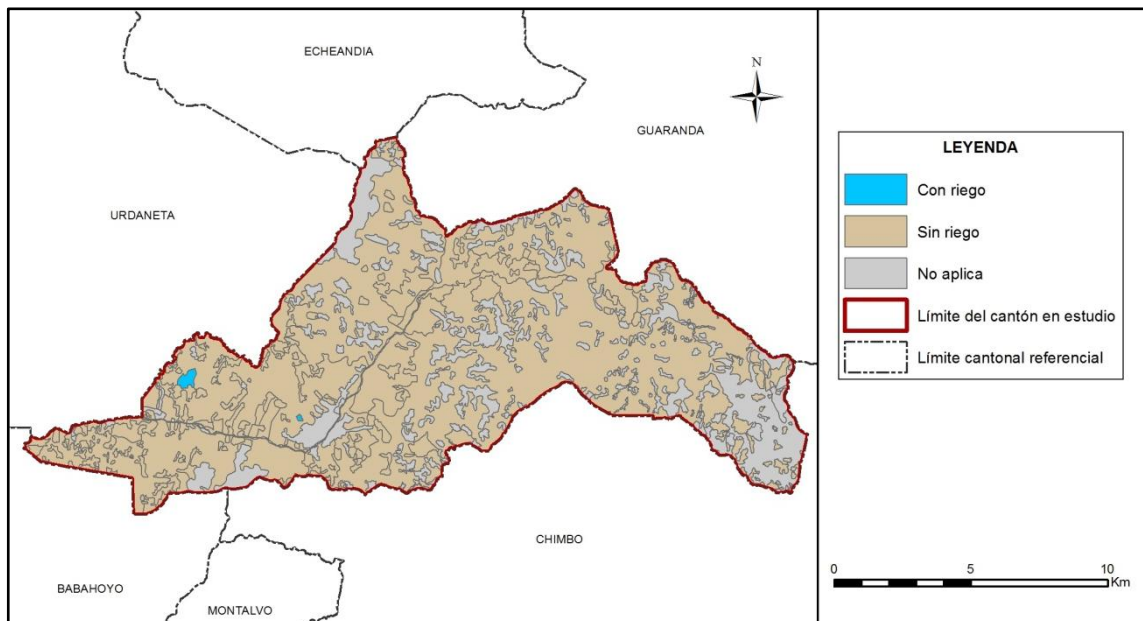 ECHEANDIA
N
GUARANDA
URDANETA
CHIMBO
BABAHOYO
MONTALVO
LEYENDA
Con riego
Sin riego
No aplica
Límite del cantón en estudio
Límite cantonal referencial
0 5 10
Km